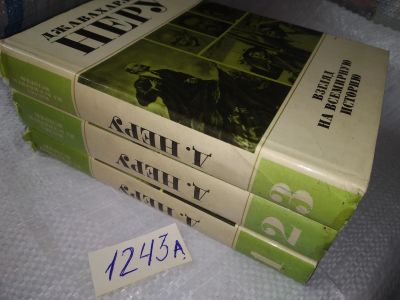 ДЖАВАХАРЛАЛ
НЕРУ
ВЗГЛЯД
НА ВСЕМИРНУЮ
ИСТОРИЮ
Д. НЕРУ
3
Д. НЕРУ
2
Д. НЕРУ
1
1243А